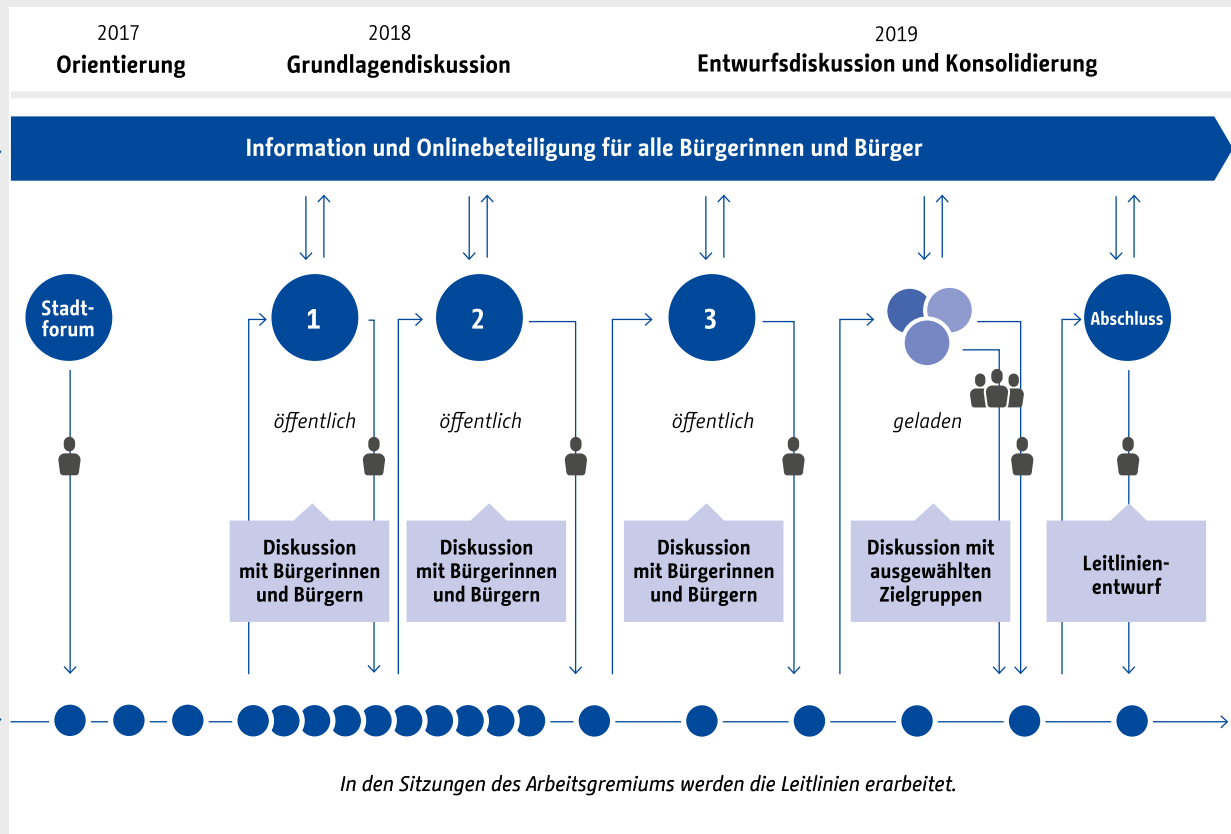 2017
Orientierung
2018
Grundlagendiskussion
2019
Entwurfsdiskussion und Konsolidierung
Information und Onlinebeteiligung für alle Bürgerinnen und Bürger
Stadt-
forum
1
2
3
Abschluss
öffentlich
öffentlich
öffentlich
geladen
Diskussion
mit Bürgerinnen
und Bürgern
Diskussion
mit Bürgerinnen
und Bürgern
Diskussion
mit Bürgerinnen
und Bürgern
Diskussion mit
ausgewählten
Zielgruppen
Leitlinien-
entwurf
In den Sitzungen des Arbeitsgremiums werden die Leitlinien erarbeitet.